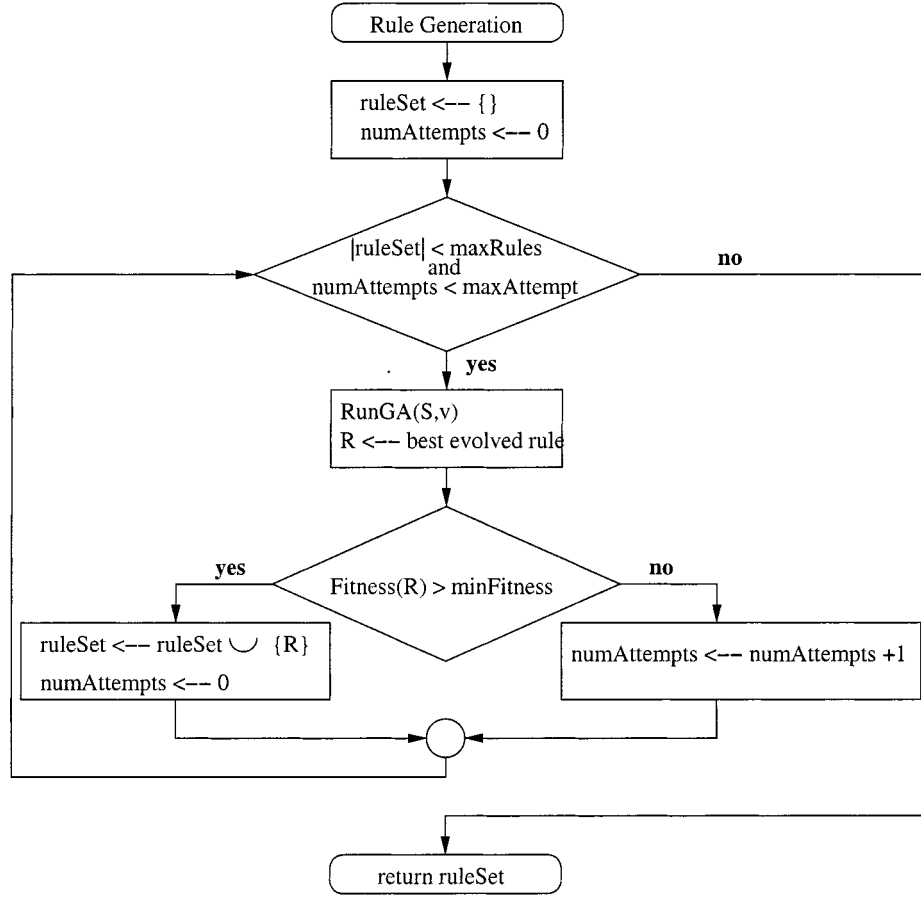 Rule Generation
ruleSet <-- {}
numAttempts <-- 0
|ruleSet| < maxRules
and
numAttempts < maxAttempt
no
yes
RunGA(S,v)
R <-- best evolved rule
yes
Fitness(R) > minFitness
no
ruleSet <-- ruleSet ∪ {R}
numAttempts <-- 0
numAttempts <-- numAttempts +1
return ruleSet